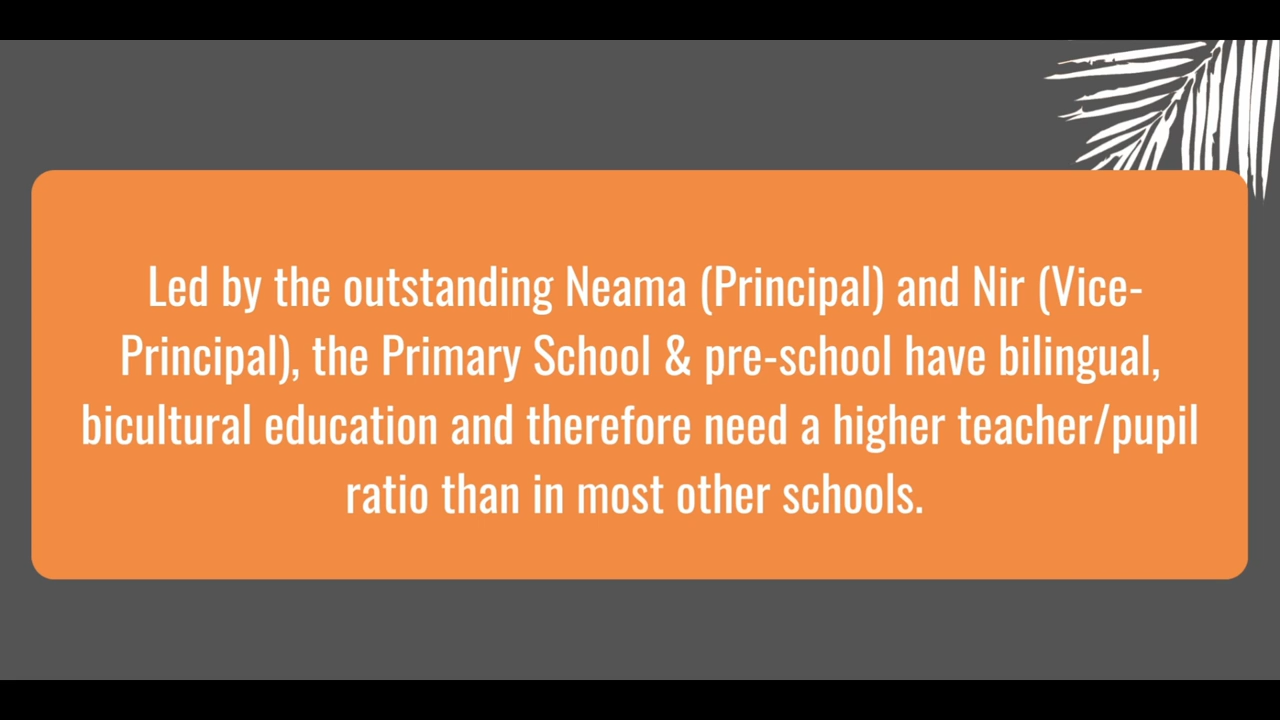 Led by the outstanding Neama (Principal) and Nir (Vice-
Principal), the Primary School & pre-school have bilingual,
bicultural education and therefore need a higher teacher/pupil
ratio than in most other schools.